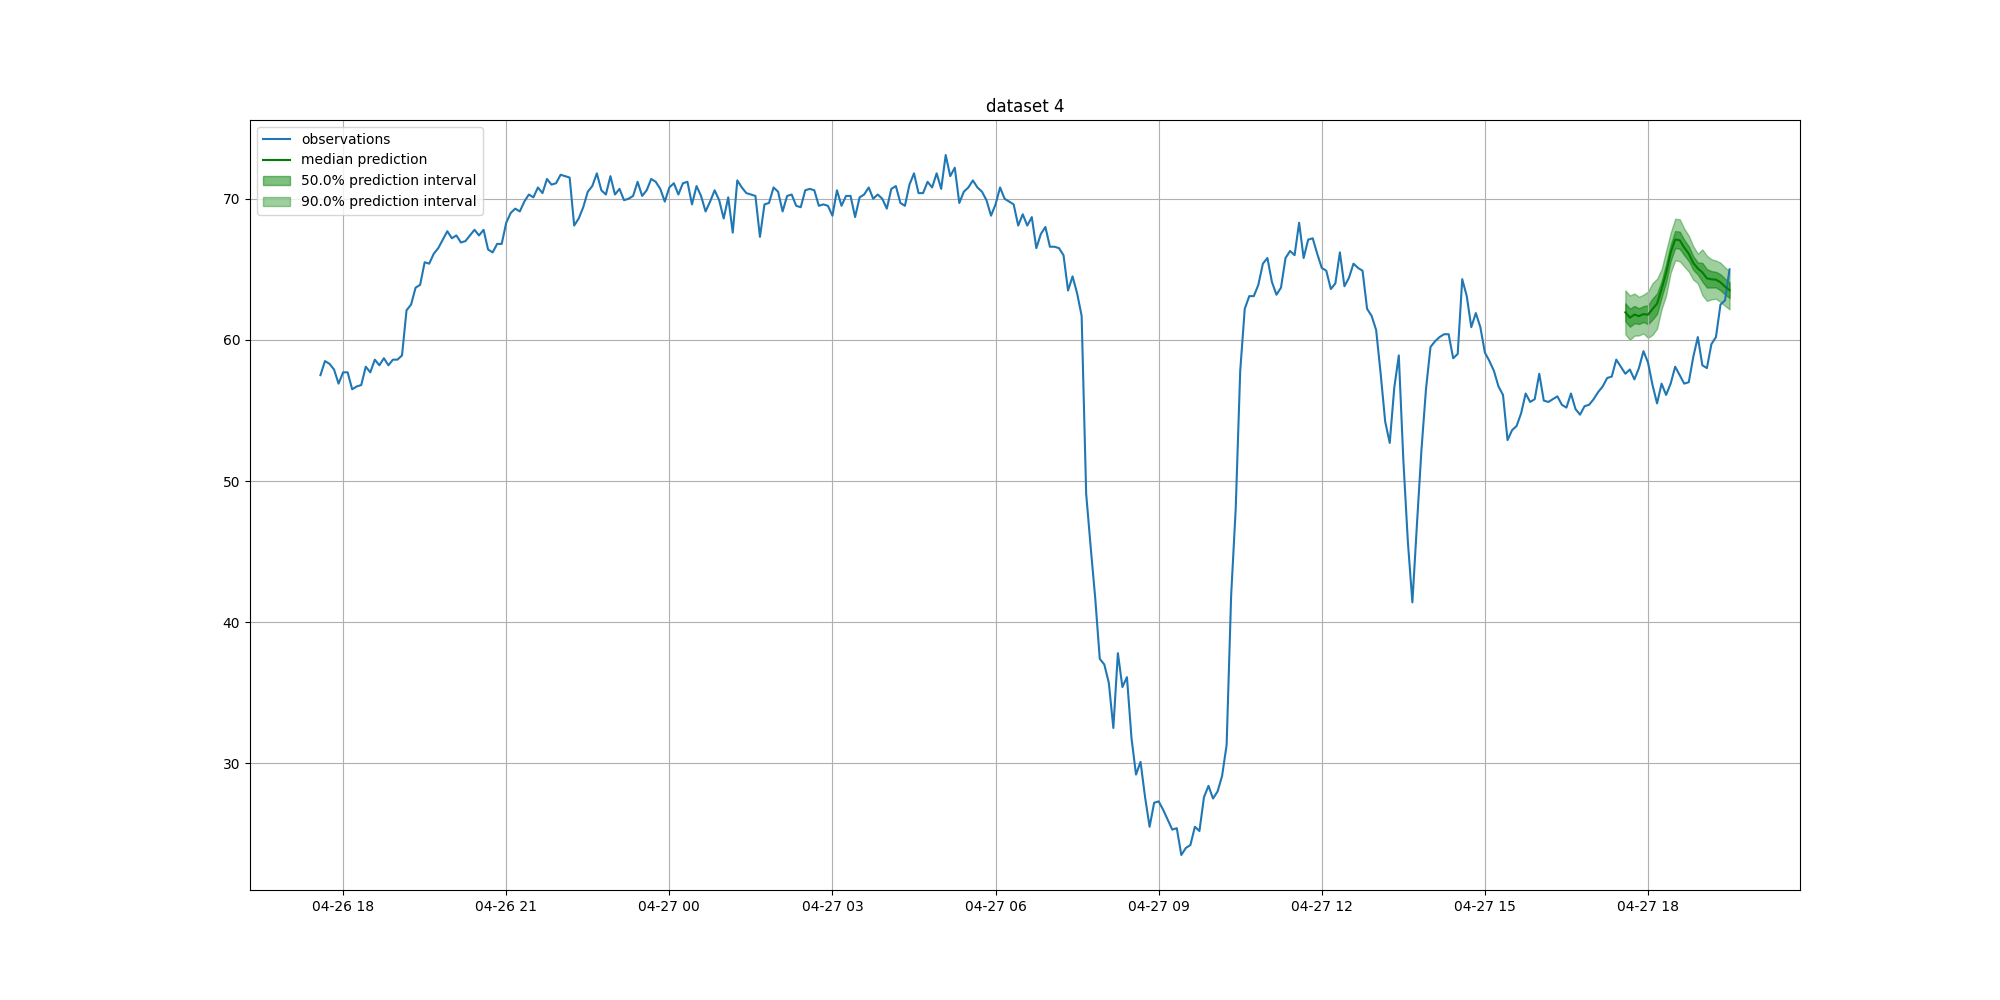 dataset 4
observations
median prediction
50.0% prediction interval
90.0% prediction interval
70
60
50
40
30
04-26 18
04-26 21
04-27 00
04-27 03
04-27 06
04-27 09
04-27 12
04-27 15
04-27 18